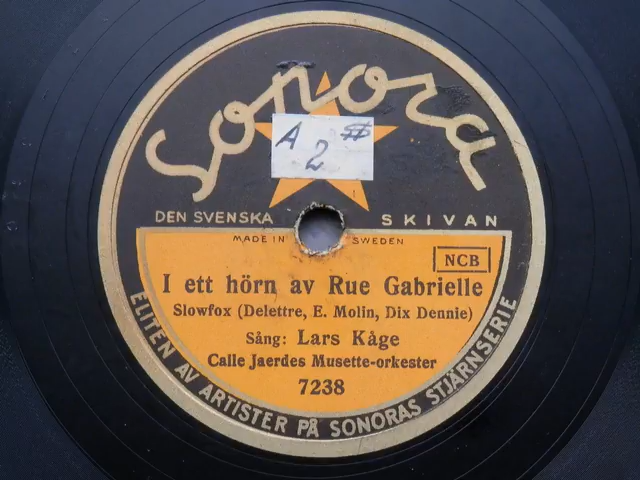 Sonora
A $
2
DEN SVENSKA SKIVAN
MADE IN SWEDEN
NCB
I ett hörn av Rue Gabrielle
Slowfox (Delettre, E. Molin, Dix Dennie)
Sång: Lars Kåge
Calle Jaerdes Musette-orkester
7238
ELITEN AV ARTISTER PÅ SONORAS STJÄRNSERIE